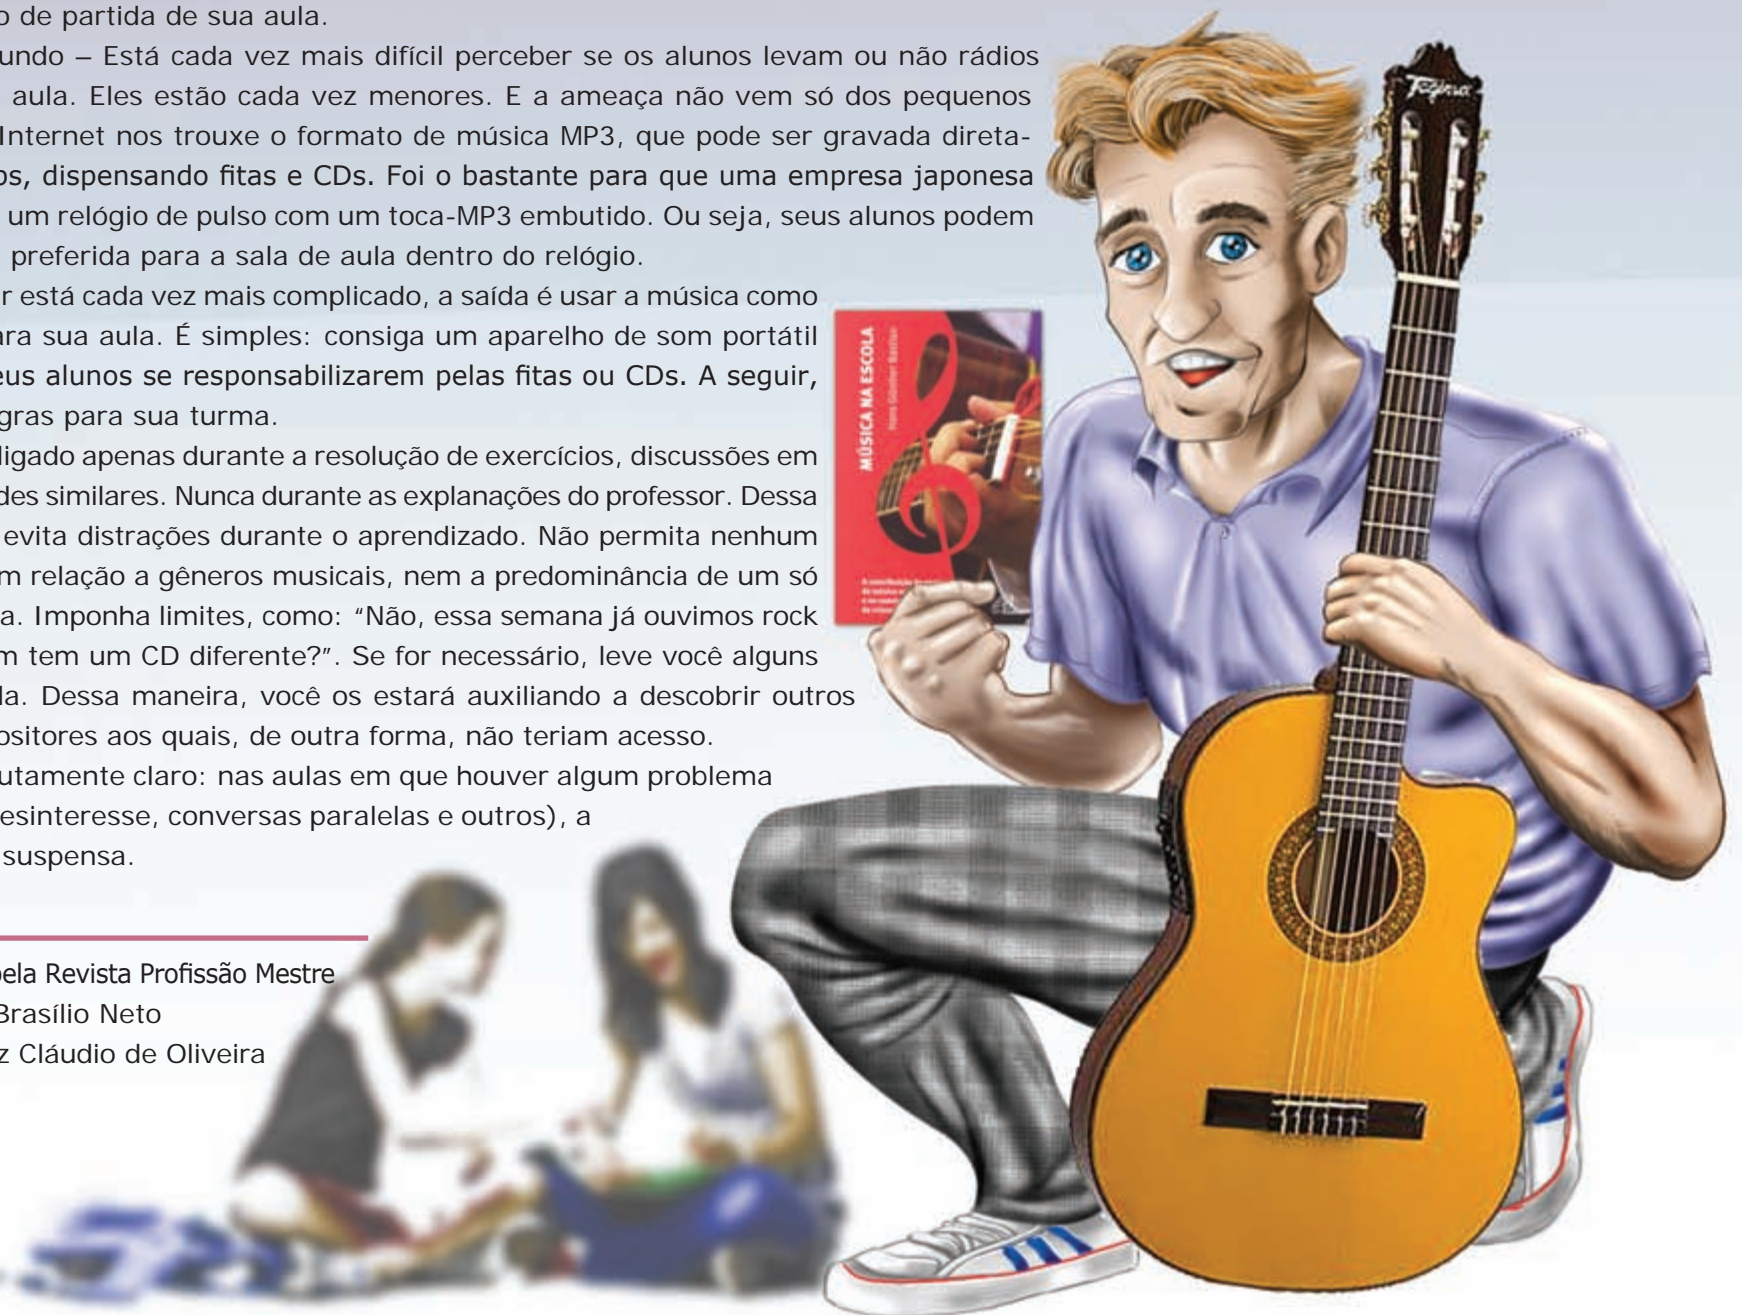 o de partida de sua aula.
undo – Está cada vez mais difícil perceber se os alunos levam ou não rádios
aula. Eles estão cada vez menores. E a ameaça não vem só dos pequenos
Internet nos trouxe o formato de música MP3, que pode ser gravada direta-
os, dispensando fitas e CDs. Foi o bastante para que uma empresa japonesa
um relógio de pulso com um toca-MP3 embutido. Ou seja, seus alunos podem
preferida para a sala de aula dentro do relógio.
r está cada vez mais complicado, a saída é usar a música como
ara sua aula. É simples: consiga um aparelho de som portátil
eus alunos se responsabilizarem pelas fitas ou CDs. A seguir,
gras para sua turma.
ligado apenas durante a resolução de exercícios, discussões em
des similares. Nunca durante as explanações do professor. Dessa
evita distrações durante o aprendizado. Não permita nenhum
m relação a gêneros musicais, nem a predominância de um só
a. Imponha limites, como: “Não, essa semana já ouvimos rock
m tem um CD diferente?”. Se for necessário, leve você alguns
la. Dessa maneira, você os estará auxiliando a descobrir outros
ositores aos quais, de outra forma, não teriam acesso.
utamente claro: nas aulas em que houver algum problema
esinteresse, conversas paralelas e outros), a
suspensa.
pela Revista Profissão Mestre
Brasílio Neto
z Cláudio de Oliveira
MÚSICA NA ESCOLA
Hans Günther Bastian
Tagima